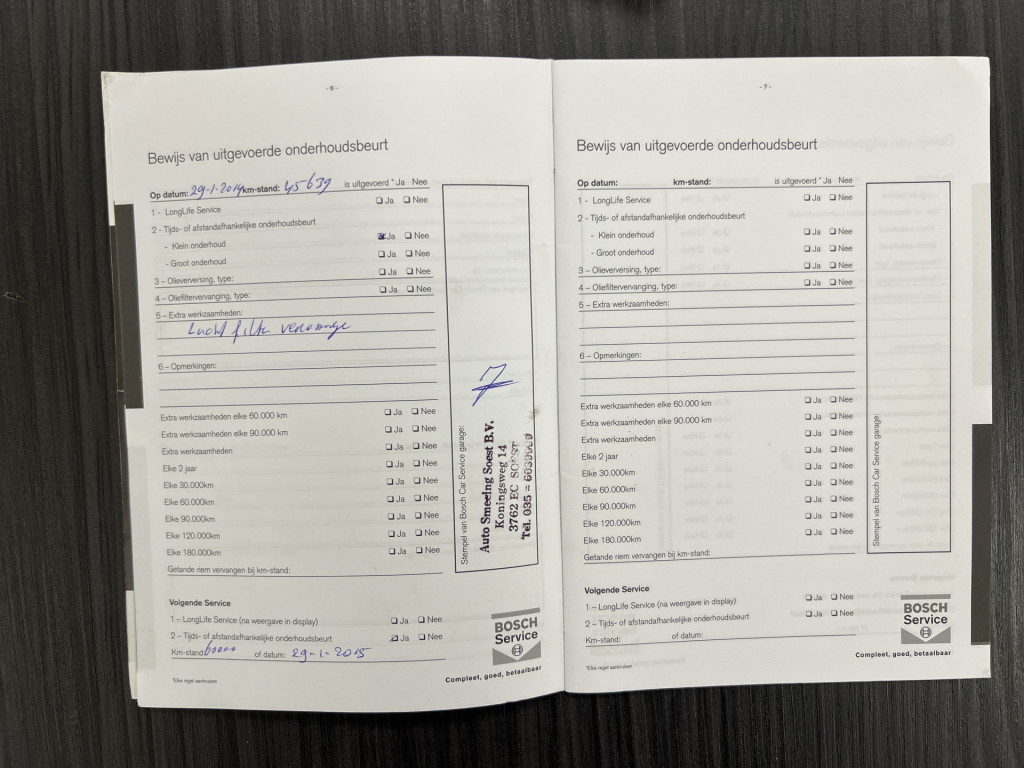 - 6 -
Bewijs van uitgevoerde onderhoudsbeurt
Op datum: 29-1-2014 km-stand: 45639 is uitgevoerd * Ja Nee
1 - LongLife Service ❑ Ja ❑ Nee
2 - Tijds- of afstandafhankelijke onderhoudsbeurt
- Klein onderhoud Ja ❑ Nee
- Groot onderhoud ❑ Ja ❑ Nee
3 – Olieverversing, type: ❑ Ja ❑ Nee
4 – Oliefiltervervanging, type: ❑ Ja ❑ Nee
5 – Extra werkzaamheden:
Lucht filter
6 – Opmerkingen:
Extra werkzaamheden elke 60.000 km ❑ Ja ❑ Nee
Extra werkzaamheden elke 90.000 km ❑ Ja ❑ Nee
Extra werkzaamheden ❑ Ja ❑ Nee
Elke 2 jaar ❑ Ja ❑ Nee
Elke 30.000km ❑ Ja ❑ Nee
Elke 60.000km ❑ Ja ❑ Nee
Elke 90.000km ❑ Ja ❑ Nee
Elke 120.000km ❑ Ja ❑ Nee
Elke 180.000km ❑ Ja ❑ Nee
Getande riem vervangen bij km-stand:
Stempel van Bosch Car Service garage:
Auto Smeeing Soest B.V.
Koningsweg 14
3762 EC SOEST
Tel. 035 =
Volgende Service
1 – LongLife Service (na weergave in display) ❑ Ja ❑ Nee
2 – Tijds- of afstandafhankelijke onderhoudsbeurt Ja ❑ Nee
Km-stand: of datum: 29-1-2015
*Elke regel aankruisen
BOSCH
Service
Compleet, goed, betaalbaar
- 7 -
Bewijs van uitgevoerde onderhoudsbeurt
Op datum: km-stand: is uitgevoerd * Ja Nee
1 - LongLife Service ❑ Ja ❑ Nee
2 - Tijds- of afstandafhankelijke onderhoudsbeurt
- Klein onderhoud ❑ Ja ❑ Nee
- Groot onderhoud ❑ Ja ❑ Nee
3 – Olieverversing, type: ❑ Ja ❑ Nee
4 – Oliefiltervervanging, type: ❑ Ja ❑ Nee
5 – Extra werkzaamheden:
6 – Opmerkingen:
Extra werkzaamheden elke 60.000 km ❑ Ja ❑ Nee
Extra werkzaamheden elke 90.000 km ❑ Ja ❑ Nee
Extra werkzaamheden ❑ Ja ❑ Nee
Elke 2 jaar ❑ Ja ❑ Nee
Elke 30.000km ❑ Ja ❑ Nee
Elke 60.000km ❑ Ja ❑ Nee
Elke 90.000km ❑ Ja ❑ Nee
Elke 120.000km ❑ Ja ❑ Nee
Elke 180.000km ❑ Ja ❑ Nee
Getande riem vervangen bij km-stand:
Stempel van Bosch Car Service garage:
Volgende Service
1 – LongLife Service (na weergave in display) ❑ Ja ❑ Nee
2 – Tijds- of afstandafhankelijke onderhoudsbeurt ❑ Ja ❑ Nee
Km-stand: of datum:
*Elke regel aankruisen
BOSCH
Service
Compleet, goed, betaalbaar